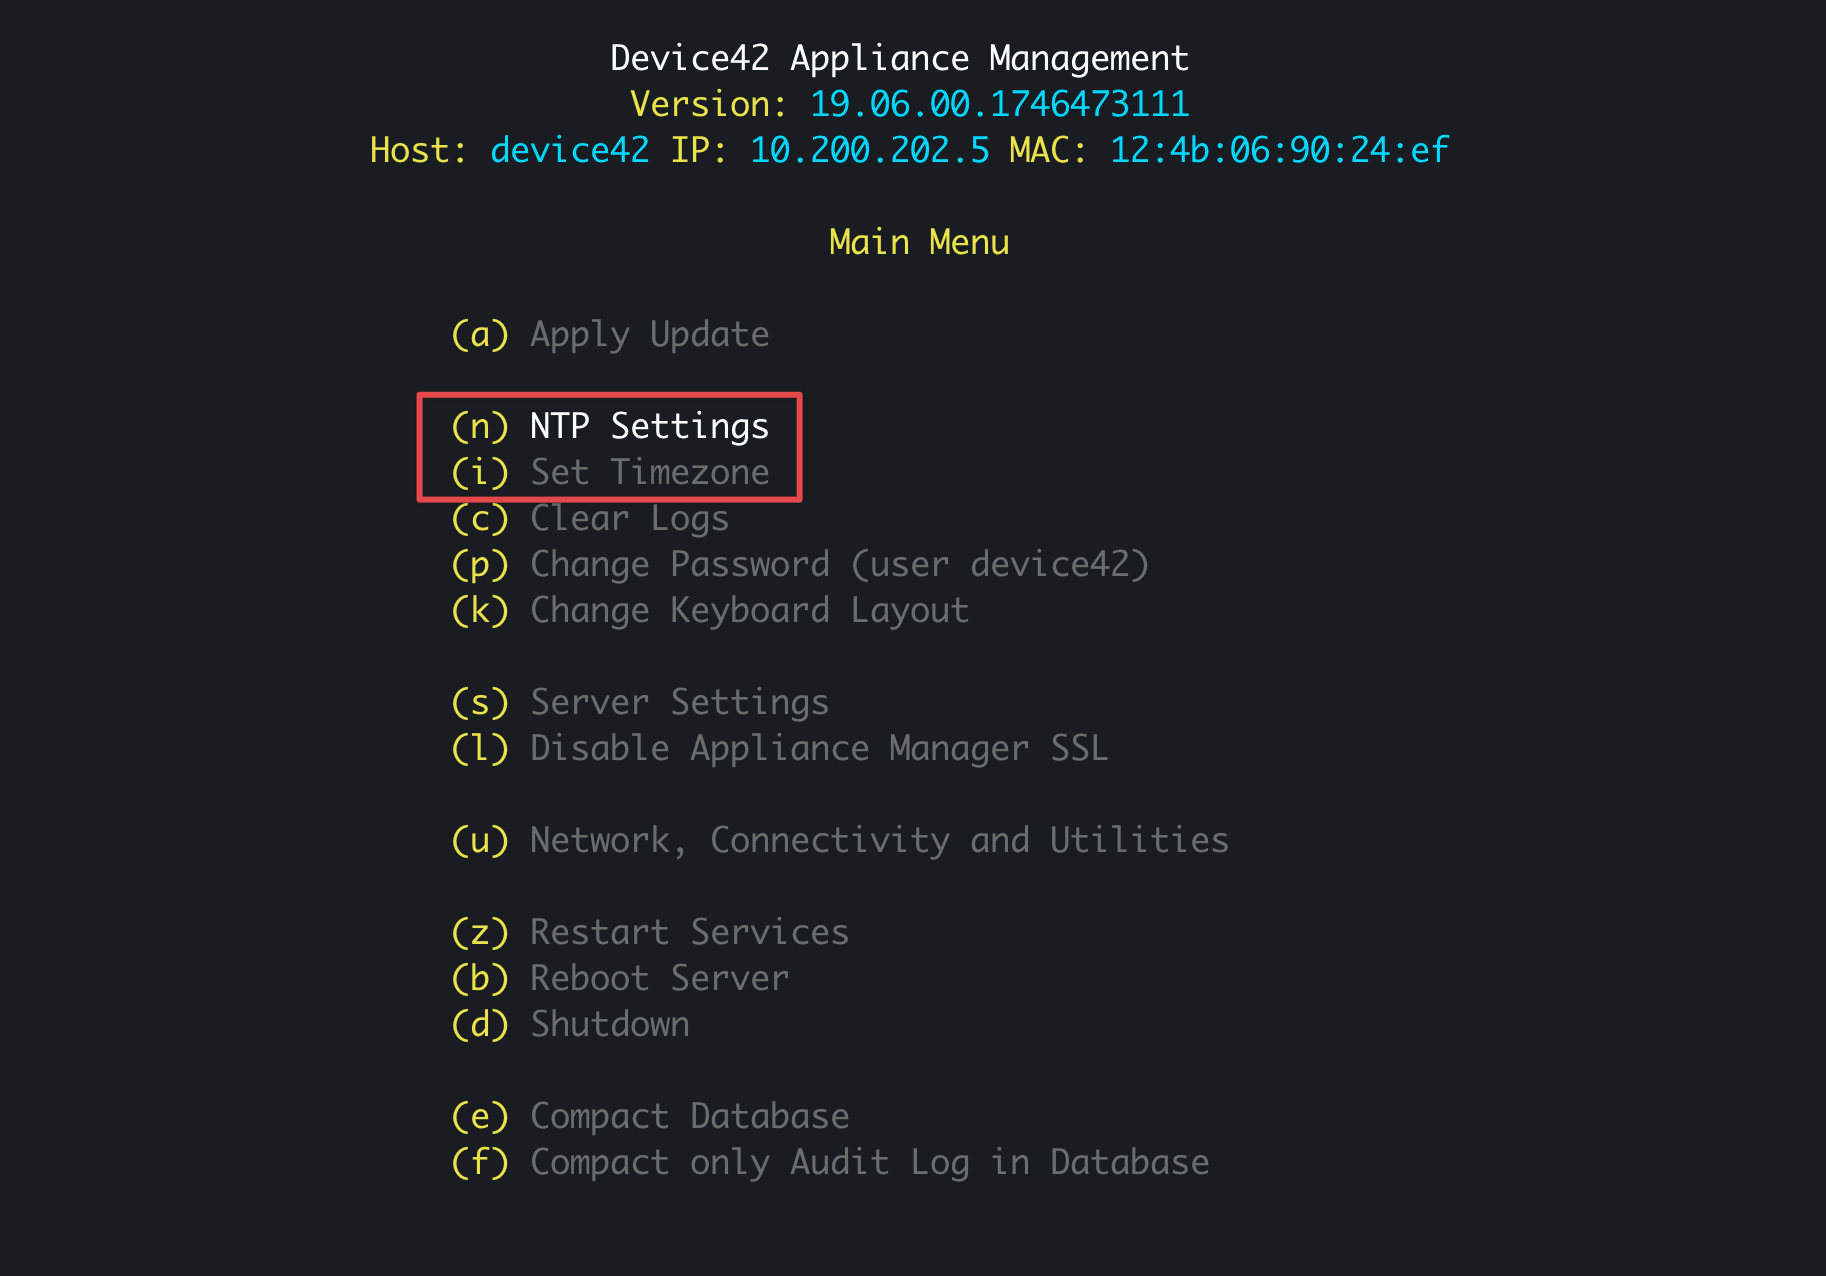 Device42 Appliance Management
Version: 19.06.00.1746473111
Host: device42 IP: 10.200.202.5 MAC: 12:4b:06:90:24:ef
Main Menu
(a) Apply Update
(n) NTP Settings
(i) Set Timezone
(c) Clear Logs
(p) Change Password (user device42)
(k) Change Keyboard Layout
(s) Server Settings
(l) Disable Appliance Manager SSL
(u) Network, Connectivity and Utilities
(z) Restart Services
(b) Reboot Server
(d) Shutdown
(e) Compact Database
(f) Compact only Audit Log in Database